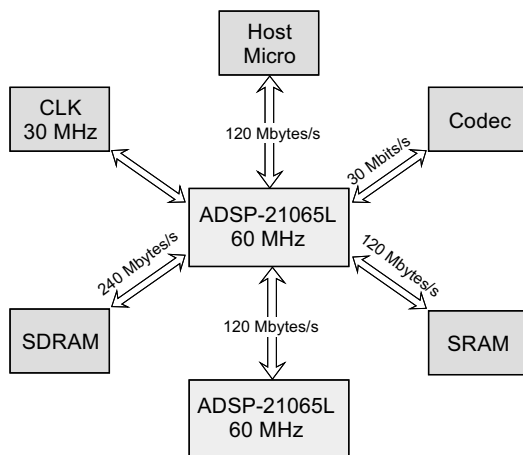 Host
Micro
CLK
30 MHz
Codec
120 Mbytes/s
30 Mbits/s
ADSP-21065L
60 MHz
240 Mbytes/s
120 Mbytes/s
SDRAM
120 Mbytes/s
SRAM
ADSP-21065L
60 MHz